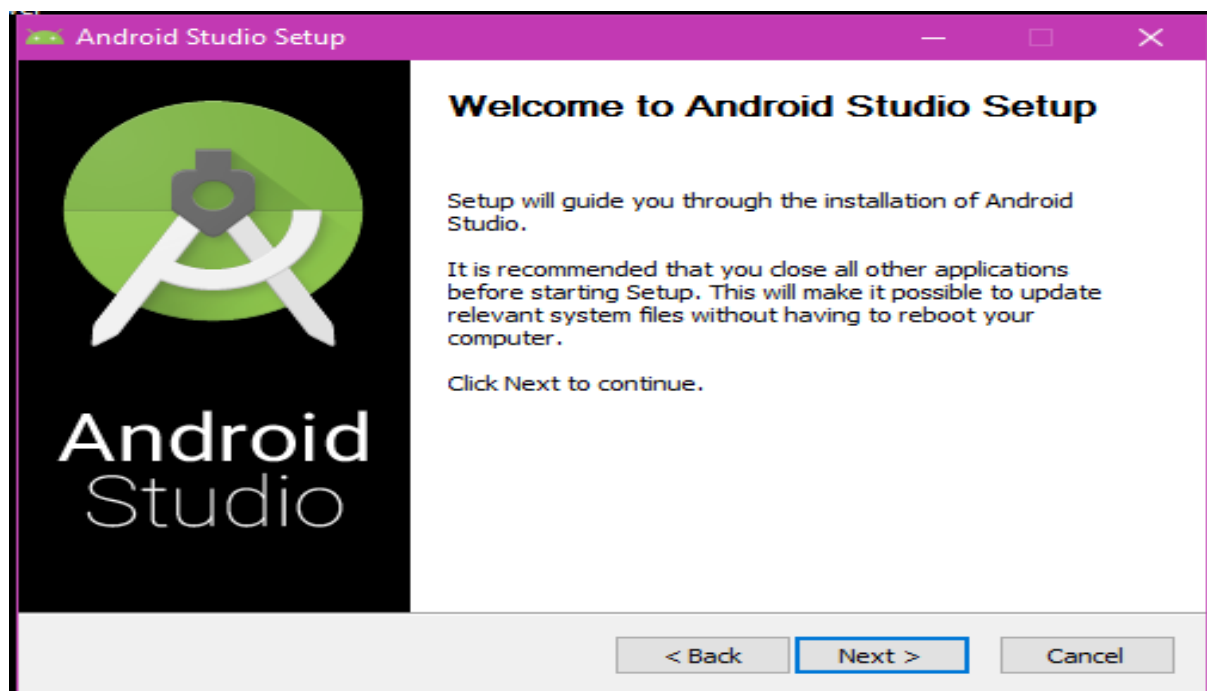 Android Studio Setup
Welcome to Android Studio Setup
Setup will guide you through the installation of Android
Studio.
It is recommended that you close all other applications
before starting Setup. This will make it possible to update
relevant system files without having to reboot your
computer.
Click Next to continue.
Android
Studio
< Back
Next >
Cancel